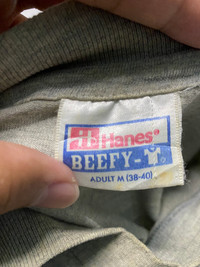 Hanes®
BEEFY-T®
ADULT M (38-40)